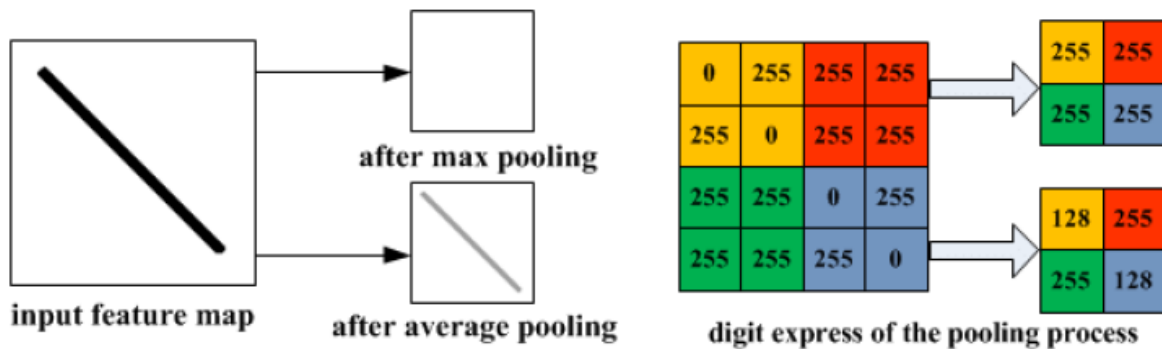 input feature map
after max pooling
after average pooling
0 255 255 255
255 0 255 255
255 255 0 255
255 255 255 0
255 255
255 255
128 255
255 128
digit express of the pooling process